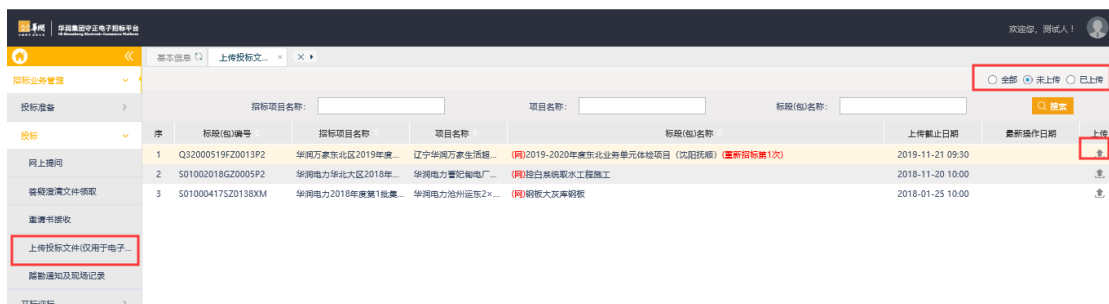 华润 华润集团守正电子招标平台 欢迎您, 测试人!
基本信息 上传投标文...
招标业务管理 全部 未上传 已上传
投标准备 招标项目名称: 项目名称: 标段(包)名称: 搜索
投标 序 标段(包)编号 招标项目名称 项目名称 标段(包)名称 上传截止日期 最新操作日期 上传
1 Q32000519FZ0013P2 华润万家东北区2019年度... 辽宁华润万家生活超... (网)2019-2020年度东北业务单元体检项目（沈阳抚顺）(重新招标第1次) 2019-11-21 09:30
网上提问
2 S01002018GZ0005P2 华润电力华北大区2018年... 华润电力曹妃甸电厂... (网)控白系统取水工程施工 2018-11-20 10:00
答疑澄清文件领取
3 S01000417SZ0138XM 华润电力2018年度第1批集... 华润电力沧州运东2×... (网)钢板大灰库钢板 2018-01-25 10:00
邀请书接收
上传投标文件(仅用于电子...
踏勘通知及现场记录
开标评标